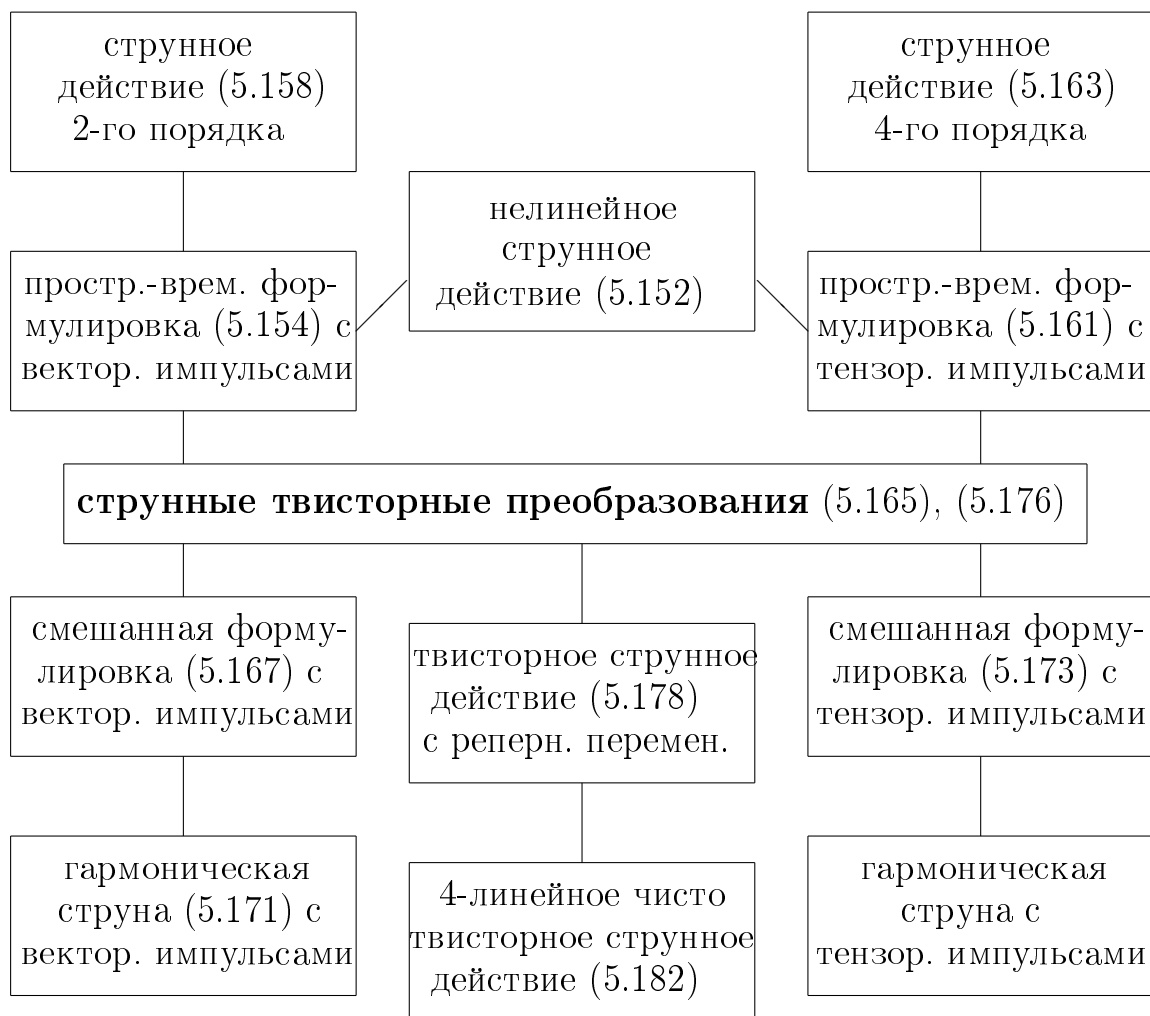 струнное
действие (5.158)
2-го порядка
струнное
действие (5.163)
4-го порядка
нелинейное
струнное
действие (5.152)
простр.-врем. фор-
мулировка (5.154) с
вектор. импульсами
простр.-врем. фор-
мулировка (5.161) с
тензор. импульсами
струнные твисторные преобразования (5.165), (5.176)
смешанная форму-
лировка (5.167) с
вектор. импульсами
твисторное струнное
действие (5.178)
с реперн. перемен.
смешанная форму-
лировка (5.173) с
тензор. импульсами
гармоническая
струна (5.171) с
вектор. импульсами
4-линейное чисто
твисторное струнное
действие (5.182)
гармоническая
струна с
тензор. импульсами